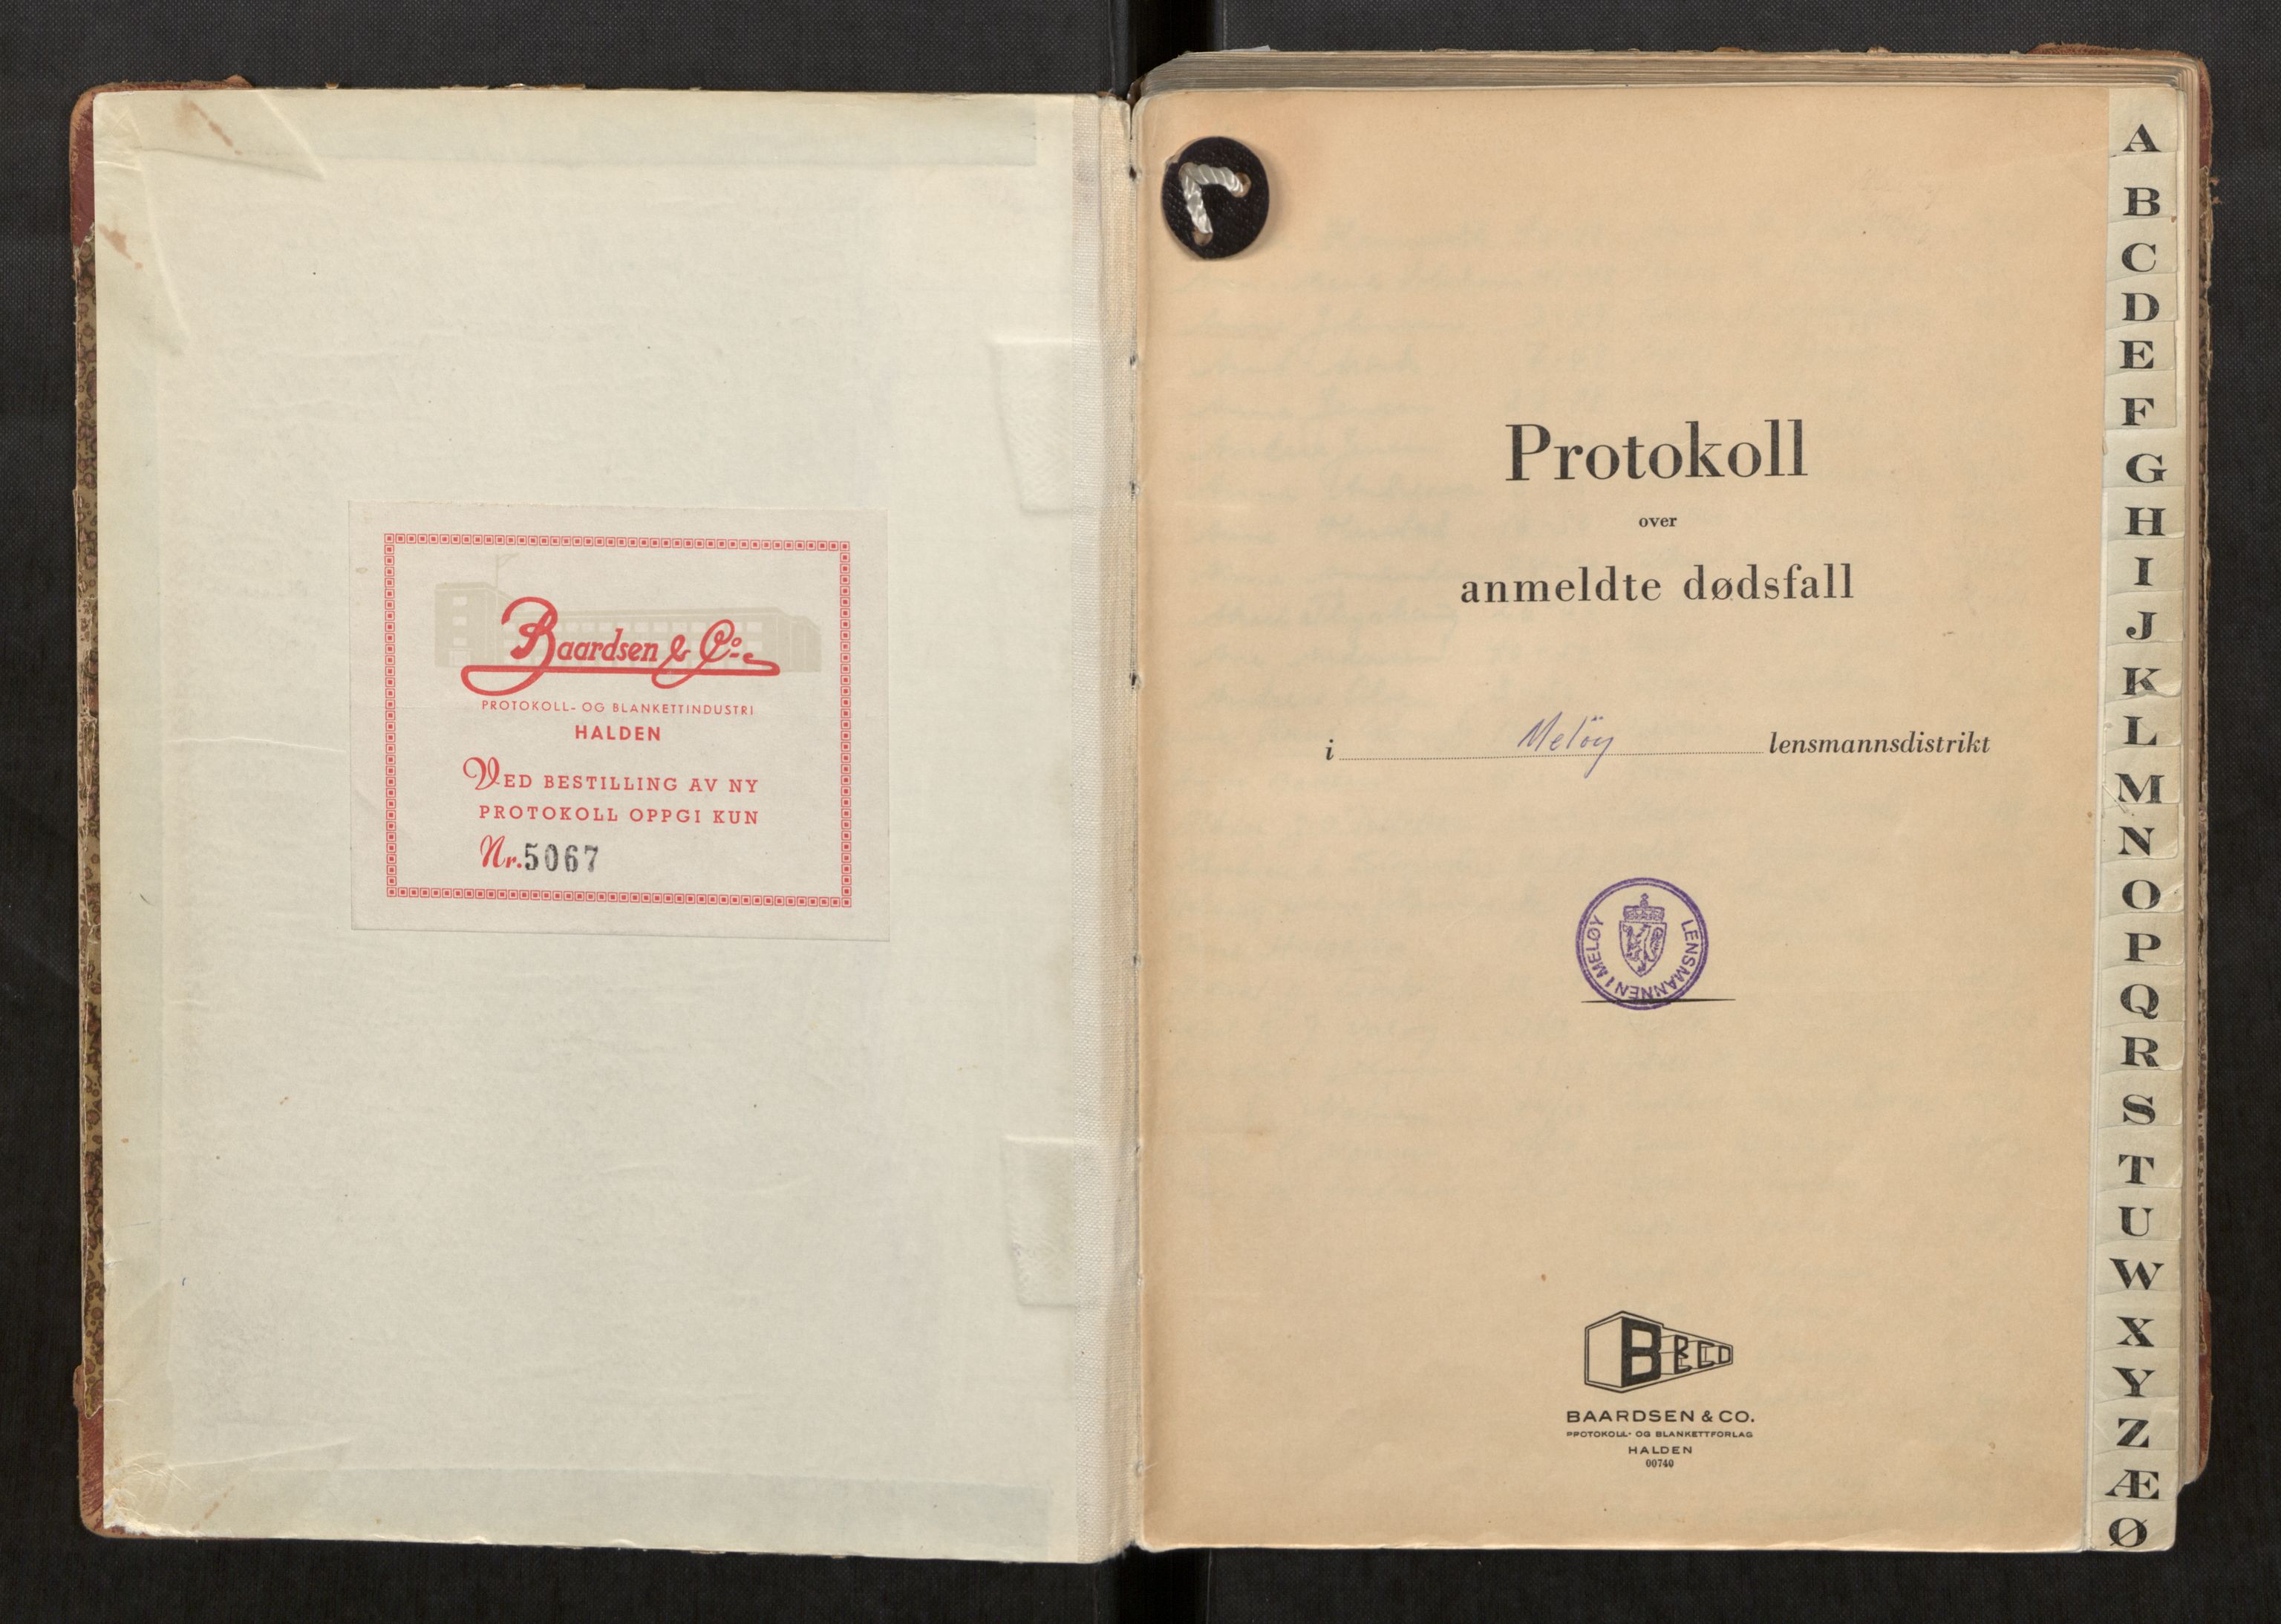 Baardsen & Co.
PROTOKOLL- OG BLANKETTINDUSTRI
HALDEN
VED BESTILLING AV NY
PROTOKOLL OPPGI KUN
Nr. 5067
Protokoll
over
anmeldte dødsfall
i Melöy lensmannsdistrikt
LENSMANNEN I MELØY
B BECO
BAARDSEN & CO.
PROTOKOLL- OG BLANKETTFORLAG
HALDEN
00740
A
B
C
D
E
F
G
H
I
J
K
L
M
N
O
P
Q
R
S
T
U
W
X
Y
Z
Æ
Ø